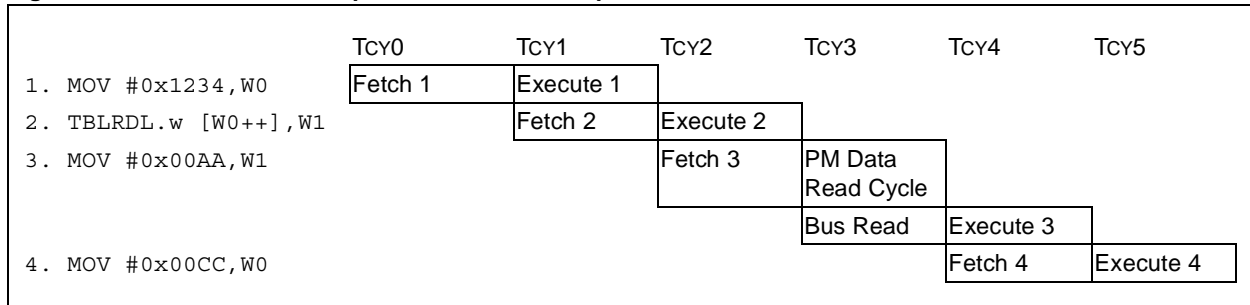 TCY0 TCY1 TCY2 TCY3 TCY4 TCY5
1. MOV #0x1234,W0 Fetch 1 Execute 1
2. TBLRDL.w [W0++],W1 Fetch 2 Execute 2
3. MOV #0x00AA,W1 Fetch 3 PM Data
Read Cycle
Bus Read Execute 3
4. MOV #0x00CC,W0 Fetch 4 Execute 4